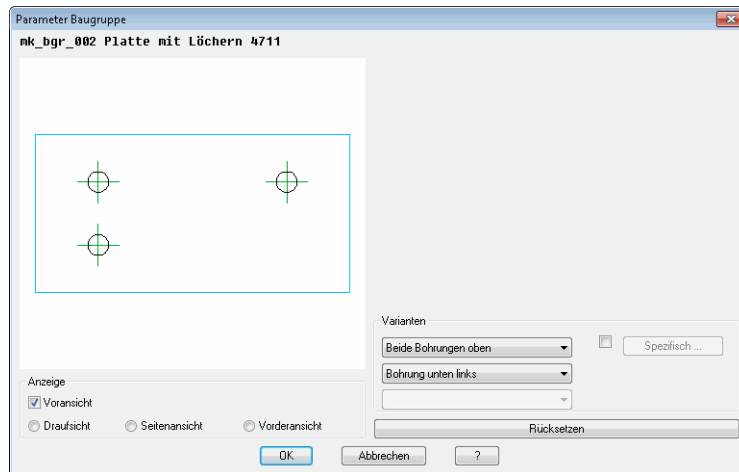 Parameter Baugruppe
mk_bgr_002 Platte mit Löchern 4711
Varianten
Beide Bohrungen oben
Spezifisch ...
Bohrung unten links
Anzeige
Voransicht
Draufsicht
Seitenansicht
Vorderansicht
Rücksetzen
OK
Abbrechen
?